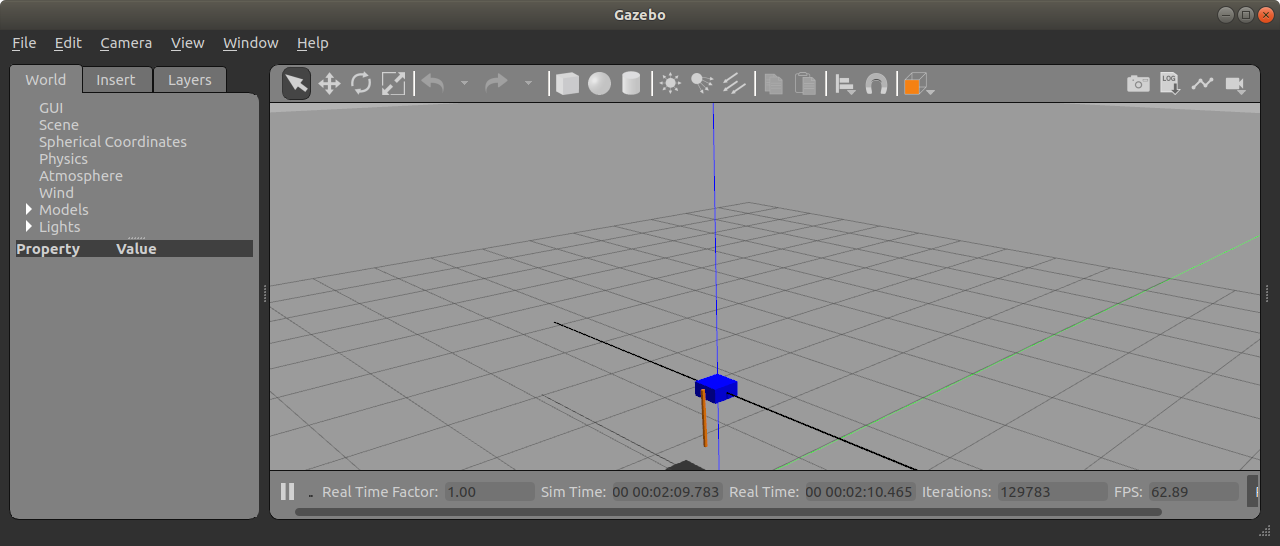 Gazebo
File Edit Camera View Window Help
World Insert Layers
LOG
GUI
Scene
Spherical Coordinates
Physics
Atmosphere
Wind
Models
Lights
Property Value
Real Time Factor: 1.00 Sim Time: 00 00:02:09.783 Real Time: 00 00:02:10.465 Iterations: 129783 FPS: 62.89